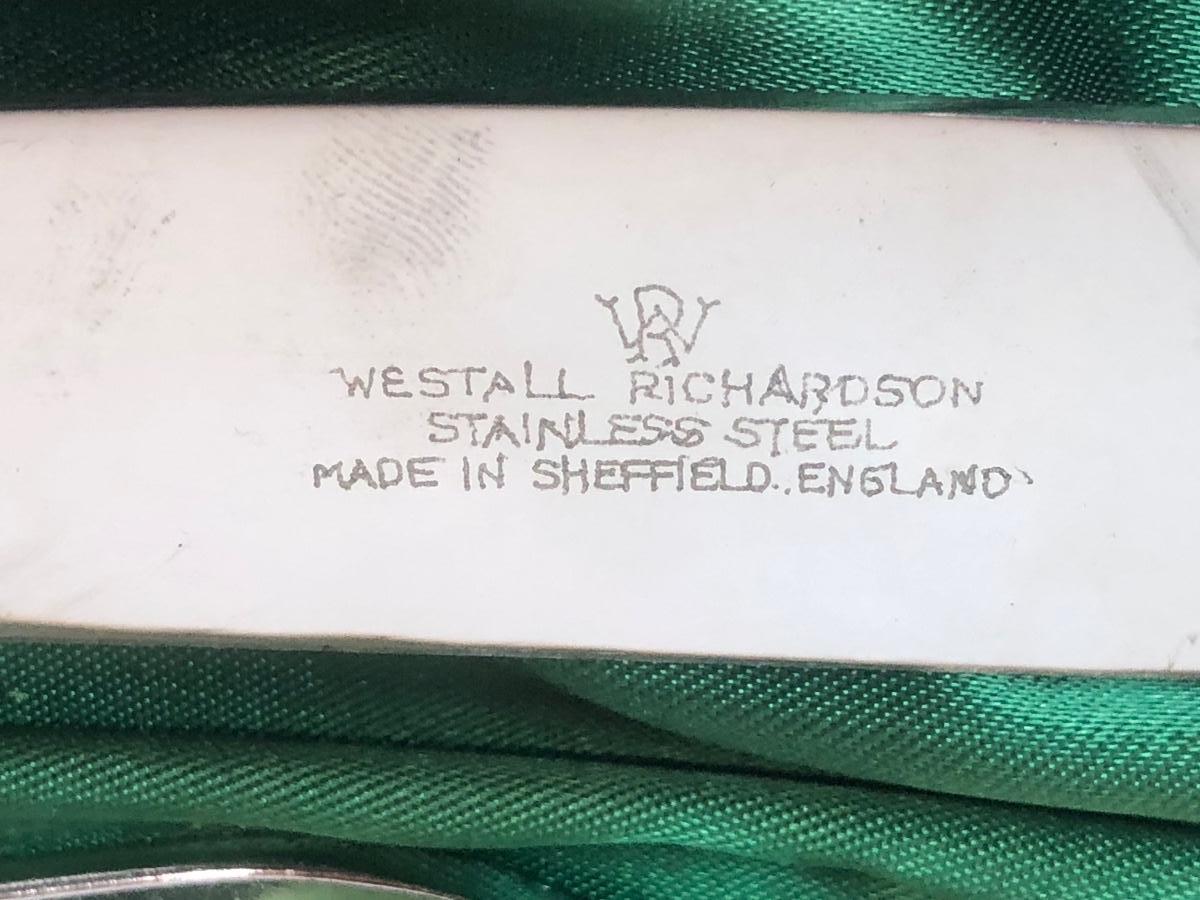 WR
WESTALL RICHARDSON
STAINLESS STEEL
MADE IN SHEFFIELD. ENGLAND